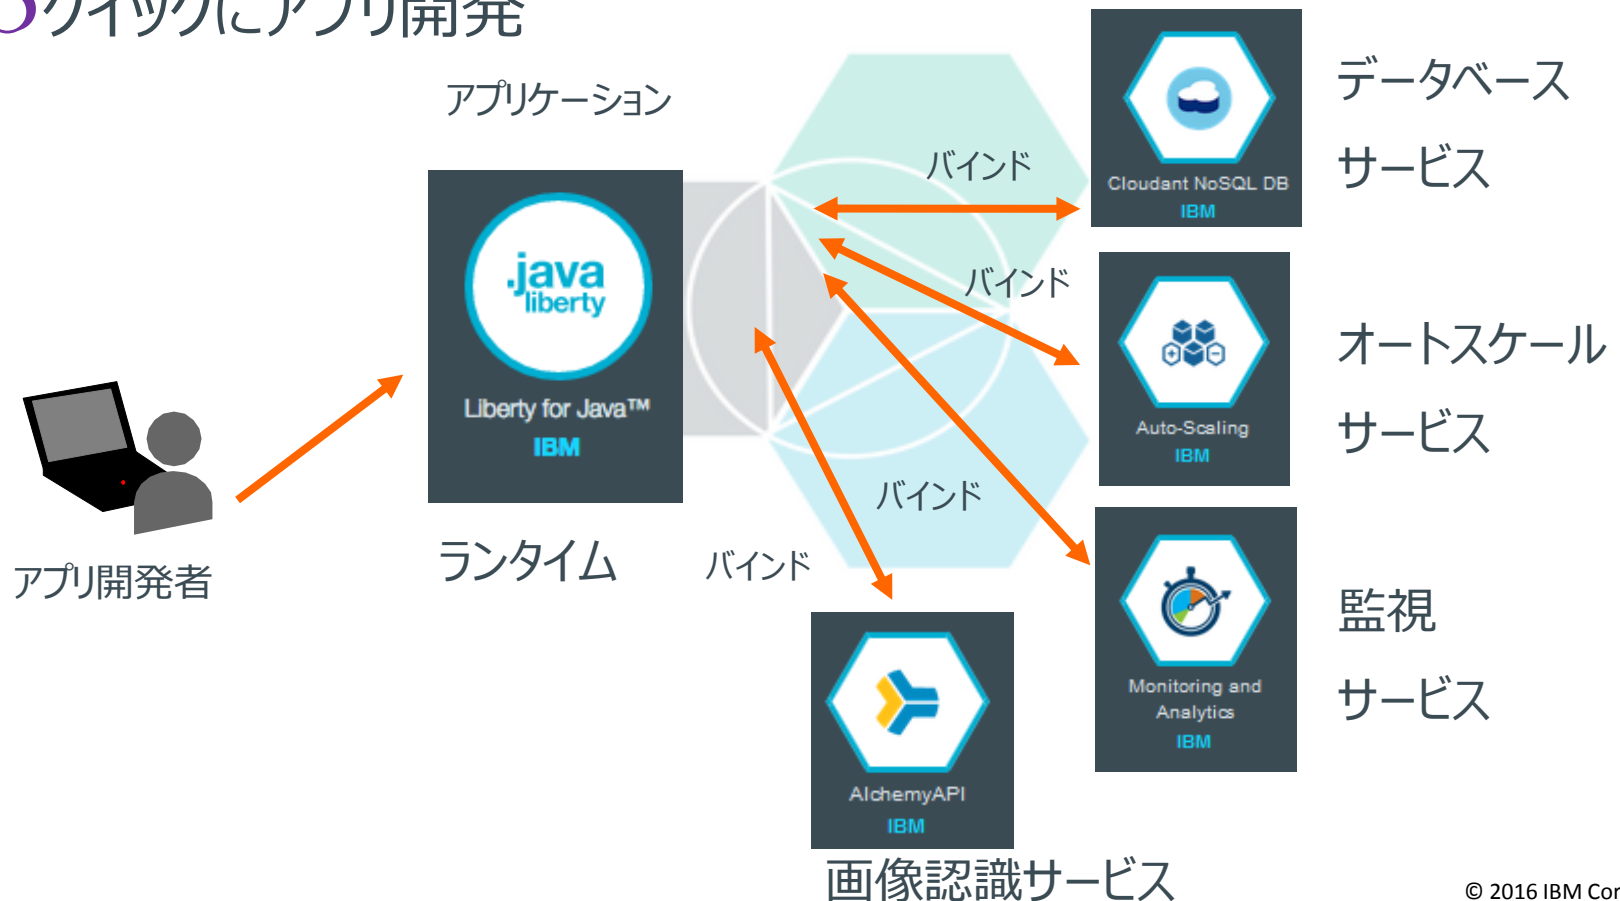 クイックにアプリ開発
アプリケーション
.java
liberty
Liberty for Java™
IBM
ランタイム
アプリ開発者
バインド
バインド
バインド
バインド
Cloudant NoSQL DB
IBM
データベース
サービス
Auto-Scaling
IBM
オートスケール
サービス
Monitoring and
Analytics
IBM
監視
サービス
AlchemyAPI
IBM
画像認識サービス
© 2016 IBM Cor